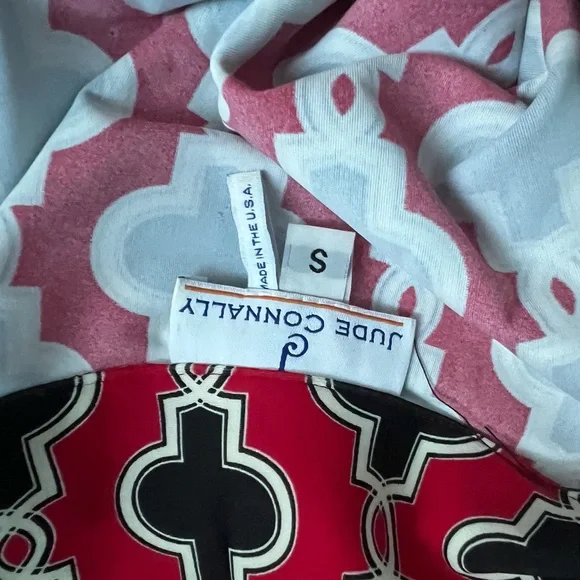 J
JUDE CONNALLY
S
MADE IN THE U.S.A.